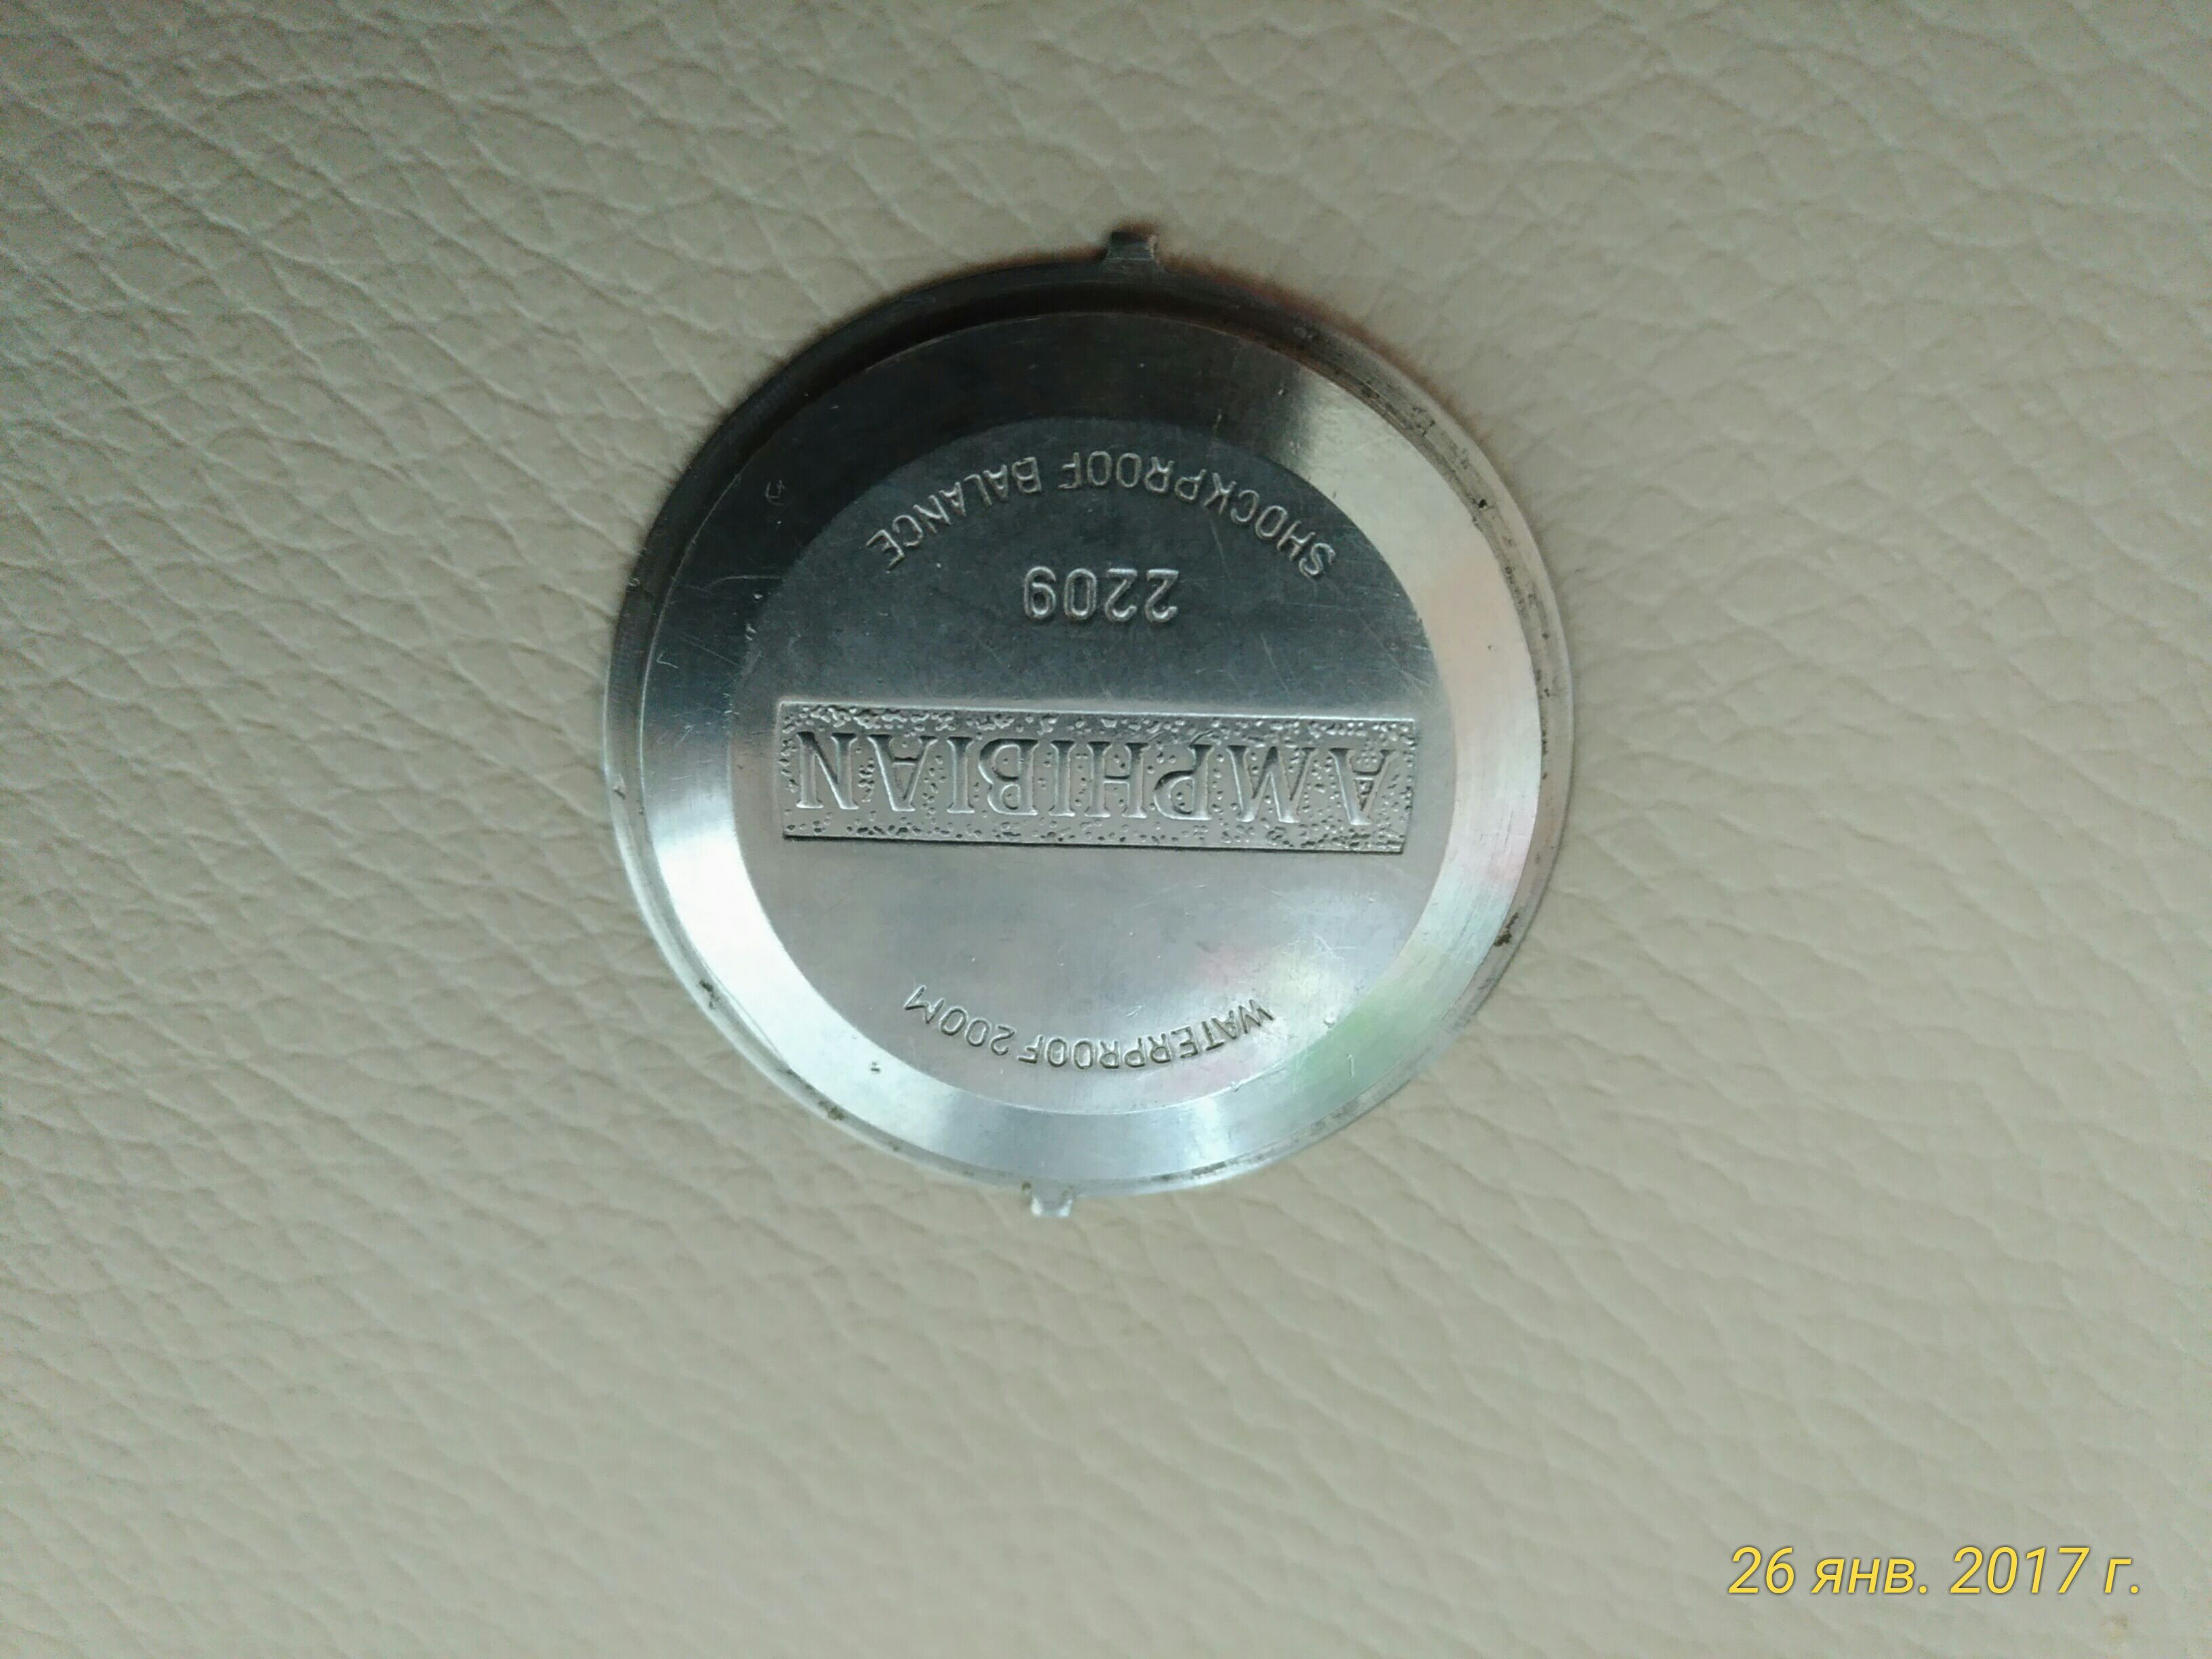 SHOCKPROOF BALANCE
2209
AMPHIBIAN
WATERPROOF 200M
26 янв. 2017 г.